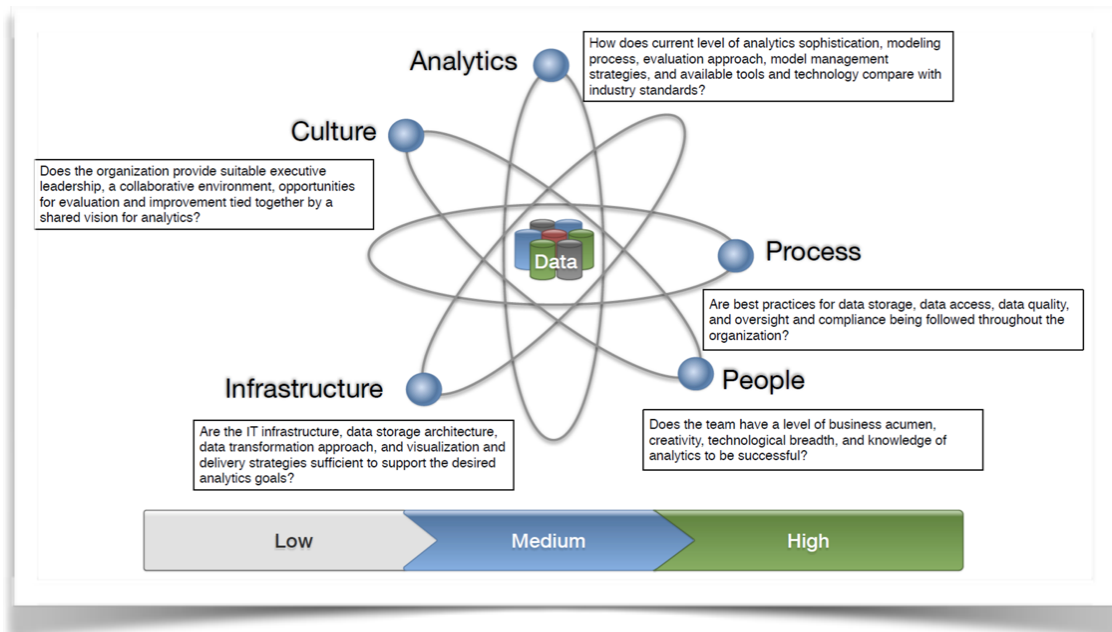 Analytics
How does current level of analytics sophistication, modeling
process, evaluation approach, model management
strategies, and available tools and technology compare with
industry standards?
Culture
Does the organization provide suitable executive
leadership, a collaborative environment, opportunities
for evaluation and improvement tied together by a
shared vision for analytics?
Data
Process
Are best practices for data storage, data access, data quality,
and oversight and compliance being followed throughout the
organization?
Infrastructure
Are the IT infrastructure, data storage architecture,
data transformation approach, and visualization and
delivery strategies sufficient to support the desired
analytics goals?
People
Does the team have a level of business acumen,
creativity, technological breadth, and knowledge of
analytics to be successful?
Low
Medium
High